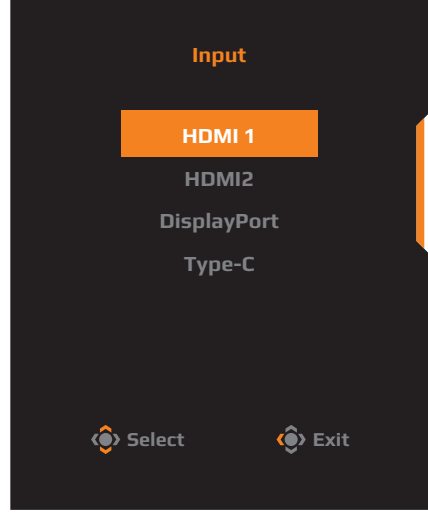 Input
HDMI 1
HDMI2
DisplayPort
Type-C
Select Exit